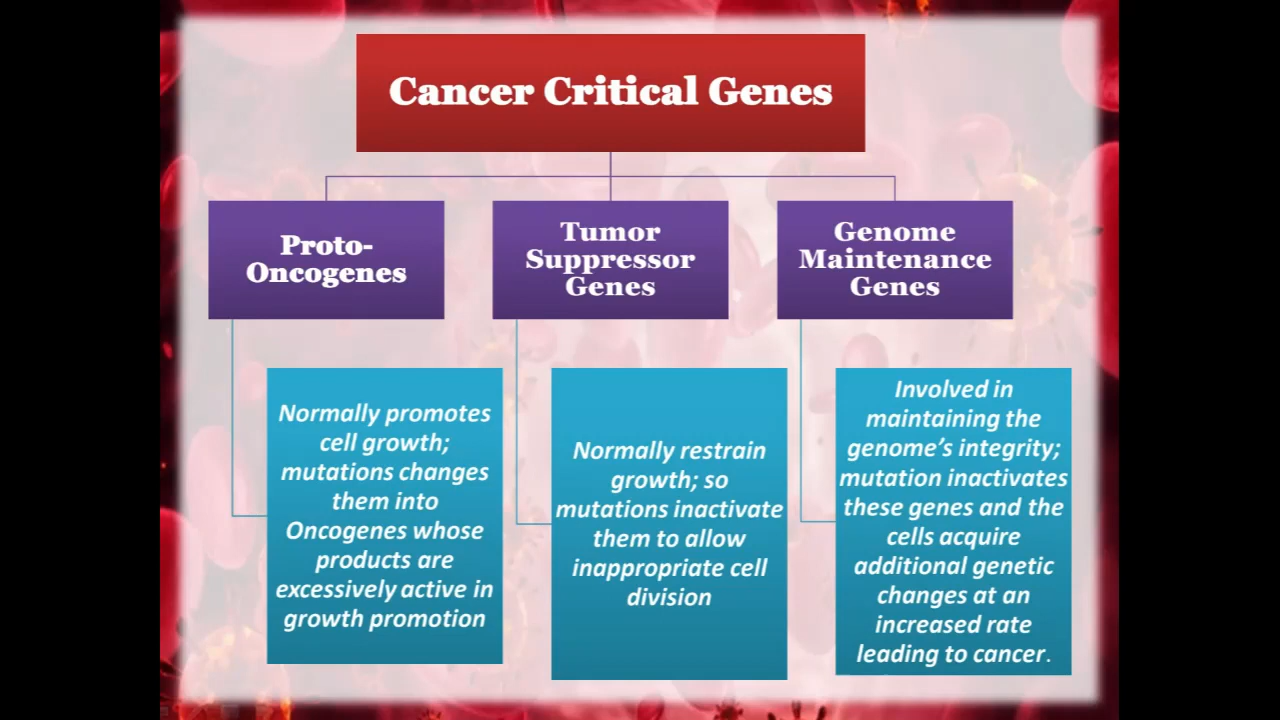 Cancer Critical Genes
Proto-
Oncogenes
Tumor
Suppressor
Genes
Genome
Maintenance
Genes
Normally promotes
cell growth;
mutations changes
them into
Oncogenes whose
products are
excessively active in
growth promotion
Normally restrain
growth; so
mutations inactivate
them to allow
inappropriate cell
division
Involved in
maintaining the
genome's integrity;
mutation inactivates
these genes and the
cells acquire
additional genetic
changes at an
increased rate
leading to cancer.